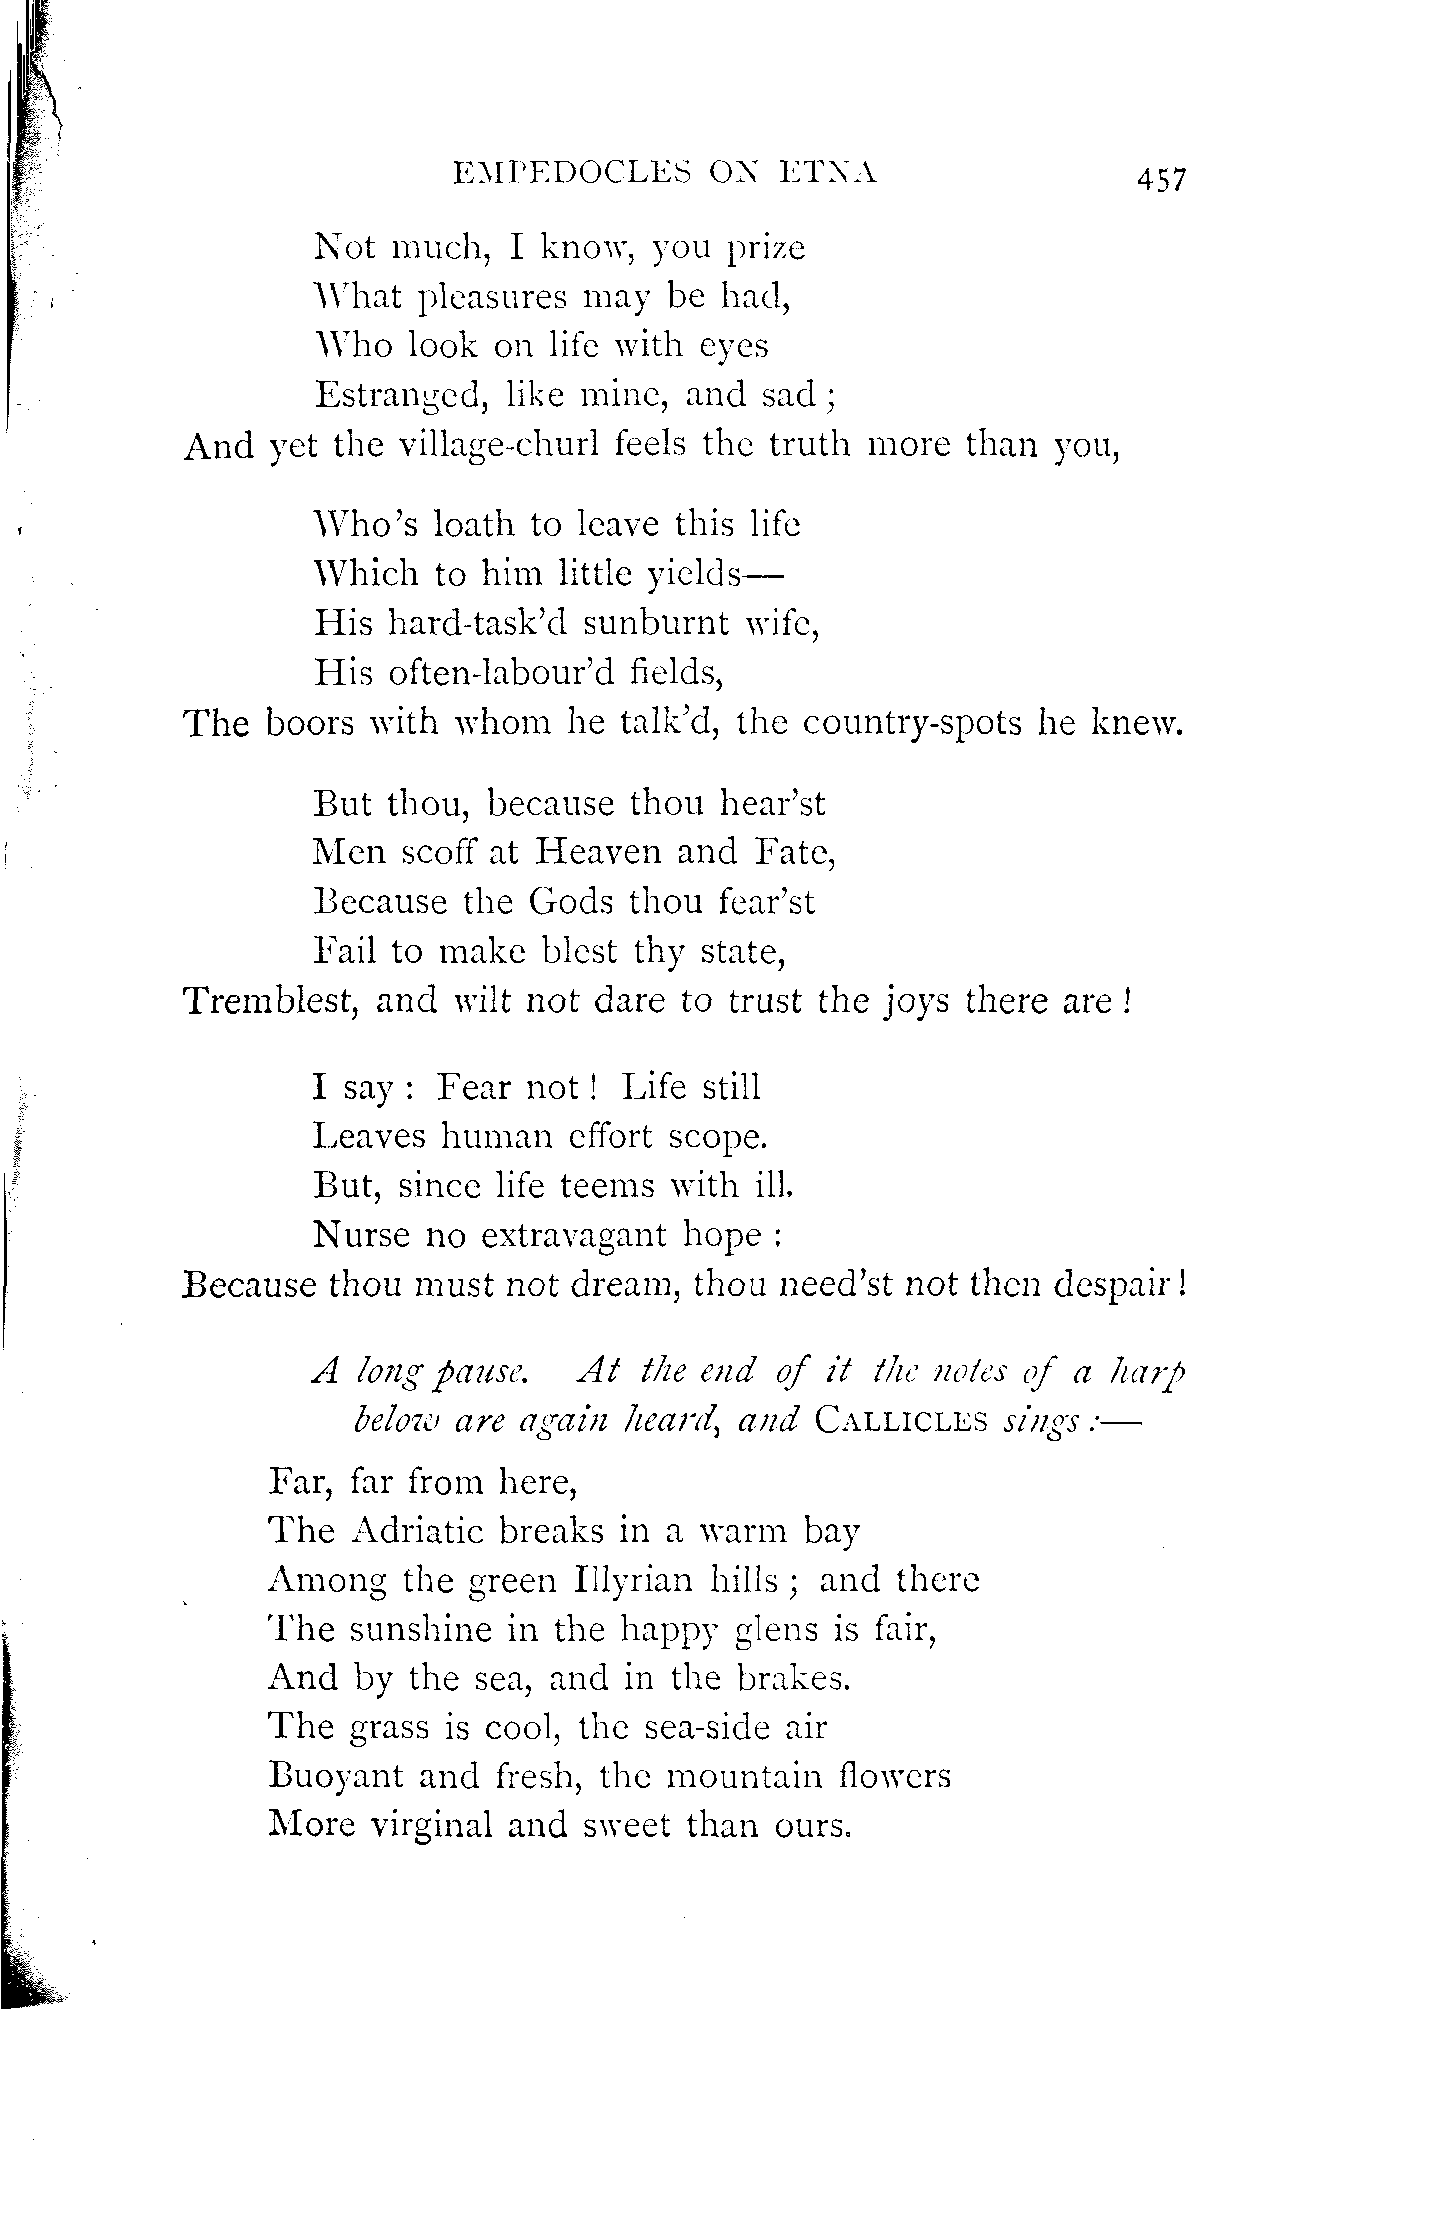 EMPEDOCLES ON ETNA 457
Not much, I know, you prize
What pleasures may be had,
Who look on life with eyes
Estranged, like mine, and sad ;
And yet the village-churl feels the truth more than you,
Who's loath to leave this life
Which to him little yields—
His hard-task'd sunburnt wife,
His often-labour'd fields,
The boors with whom he talk'd, the country-spots he knew.
But thou, because thou hear'st
Men scoff at Heaven and Fate,
Because the Gods thou fear'st
Fail to make blest thy state,
Tremblest, and wilt not dare to trust the joys there are !
I say : Fear not ! Life still
Leaves human effort scope.
But, since life teems with ill.
Nurse no extravagant hope :
Because thou must not dream, thou need'st not then despair !
A long pause. At the end of it the notes of a harp
below are again heard, and CALLICLES sings :—
Far, far from here,
The Adriatic breaks in a warm bay
Among the green Illyrian hills ; and there
The sunshine in the happy glens is fair,
And by the sea, and in the brakes.
The grass is cool, the sea-side air
Buoyant and fresh, the mountain flowers
More virginal and sweet than ours.